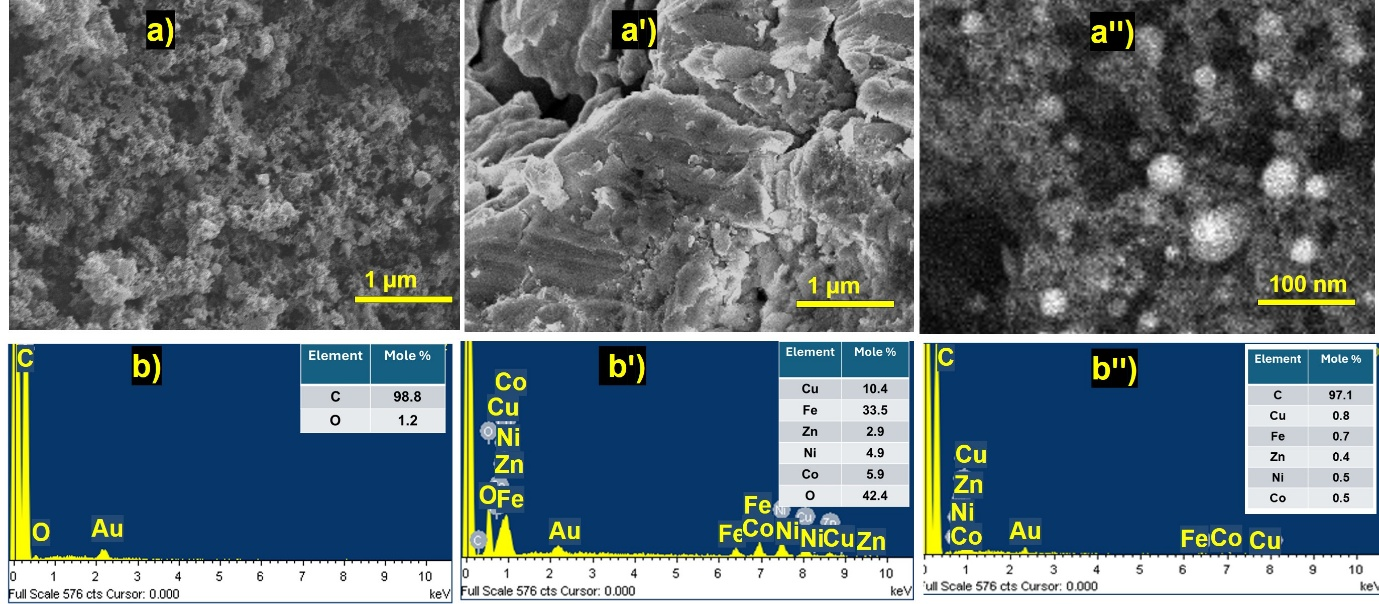 a)
a')
a'')
1 µm
1 µm
100 nm
b)
C
O
Au
Element Mole %
C 98.8
O 1.2
0 1 2 3 4 5 6 7 8 9 10
Full Scale 576 cts Cursor: 0.000 keV
b')
Co
Cu
O
Ni
Zn
O Fe
C
Au
Fe
Fe Co Ni Ni Cu Zn
Ni Cu Zn
Element Mole %
Cu 10.4
Fe 33.5
Zn 2.9
Ni 4.9
Co 5.9
O 42.4
0 1 2 3 4 5 6 7 8 9 10
Full Scale 576 cts Cursor: 0.000 keV
b'')
C
Cu
Zn
Ni
Co
Au
Fe Co Cu
Element Mole %
C 97.1
Cu 0.8
Fe 0.7
Zn 0.4
Ni 0.5
Co 0.5
1 2 3 4 5 6 7 8 9 10
Full Scale 576 cts Cursor: 0.000